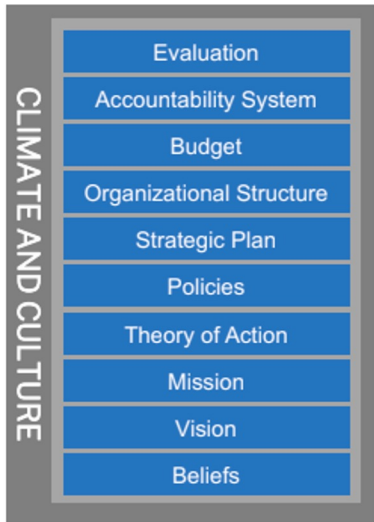 CLIMATE AND CULTURE
Evaluation
Accountability System
Budget
Organizational Structure
Strategic Plan
Policies
Theory of Action
Mission
Vision
Beliefs